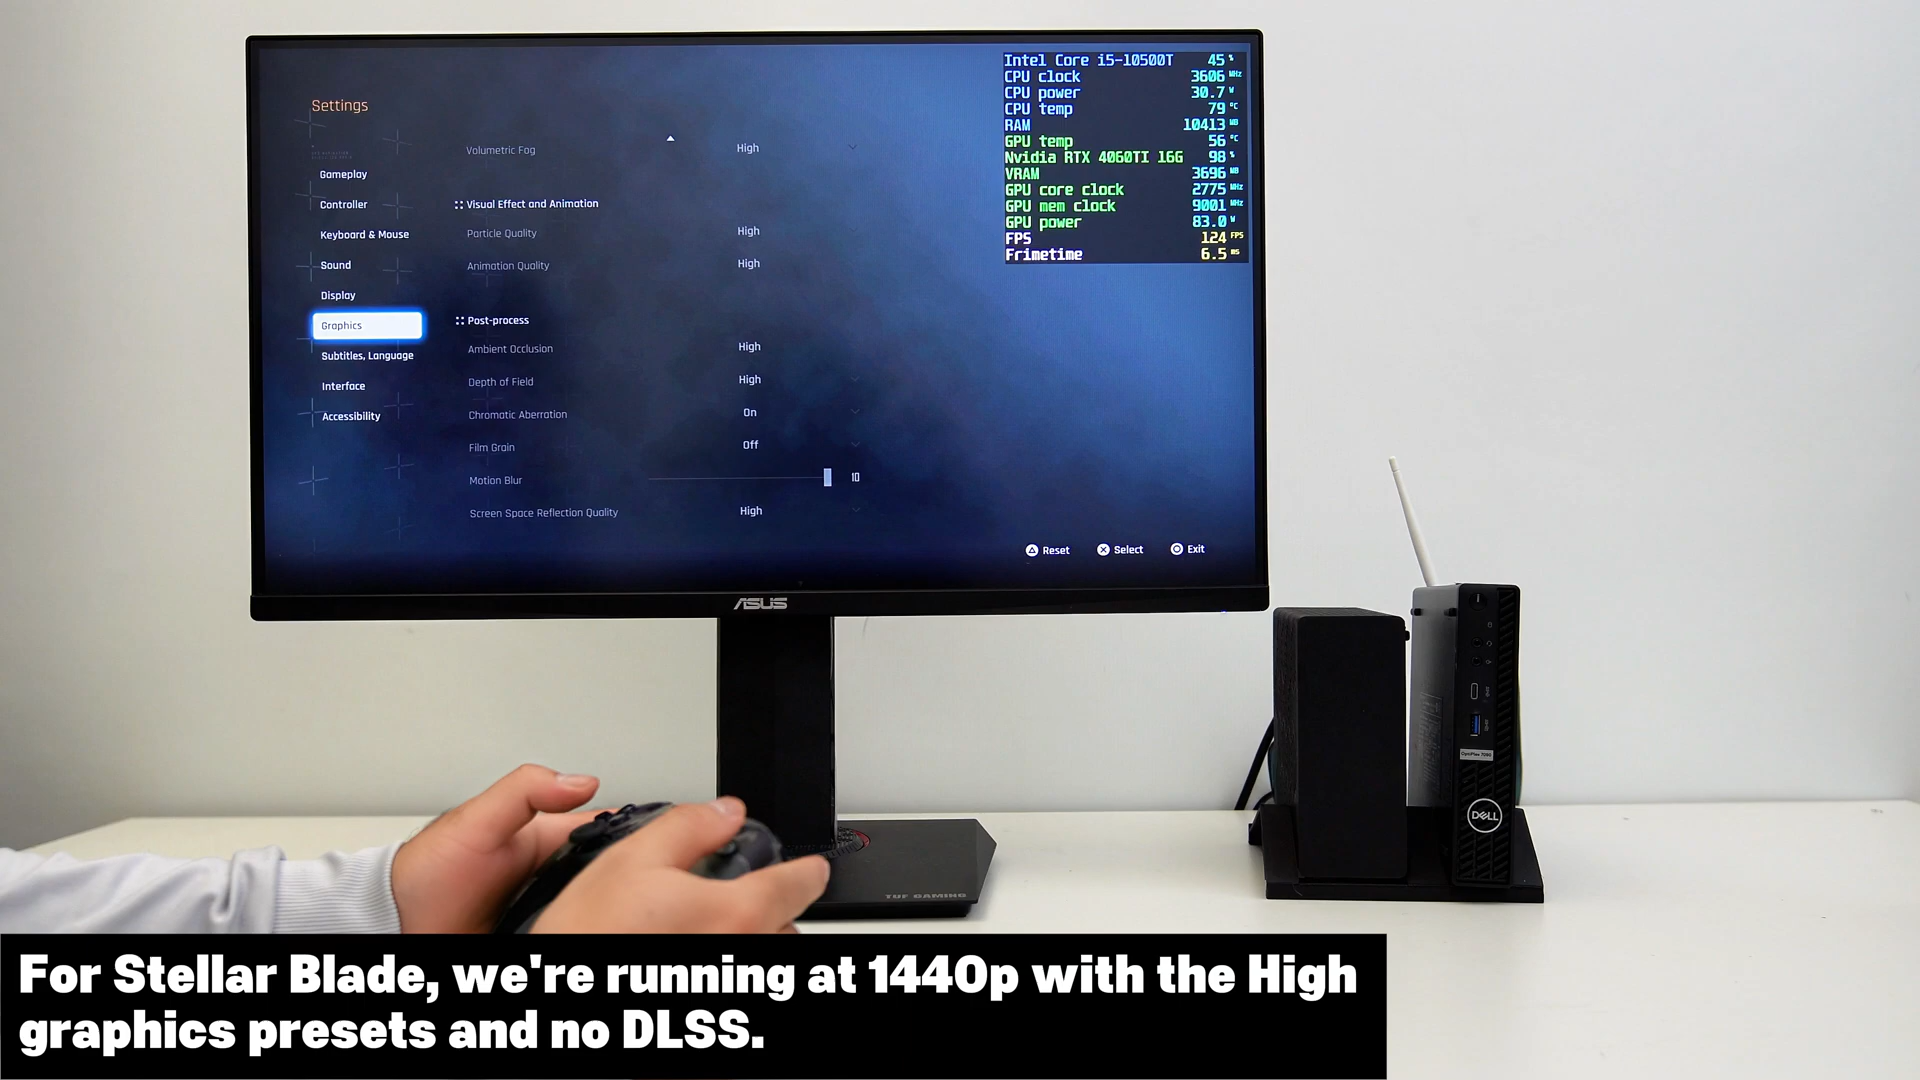 Settings
Gameplay
Controller
Keyboard & Mouse
Sound
Display
Graphics
Subtitles, Language
Interface
Accessibility
Volumetric Fog High
:: Visual Effect and Animation
Particle Quality High
Animation Quality High
:: Post-process
Ambient Occlusion High
Depth of Field High
Chromatic Aberration On
Film Grain Off
Motion Blur 10
Screen Space Reflection Quality High
Reset Select Exit
Intel Core i5-10500T 45 %
CPU clock 3606 MHz
CPU power 30.7 W
CPU temp 79 °C
RAM 10413 MB
GPU temp 56 °C
Nvidia RTX 4060TI 16G 98 %
VRAM 3696 MB
GPU core clock 2775 MHz
GPU mem clock 9001 MHz
GPU power 83.0 W
FPS 124 FPS
Frimetime 6.5 ms
ASUS
TUF GAMING
OptiPlex 7090
DELL
For Stellar Blade, we're running at 1440p with the High
graphics presets and no DLSS.